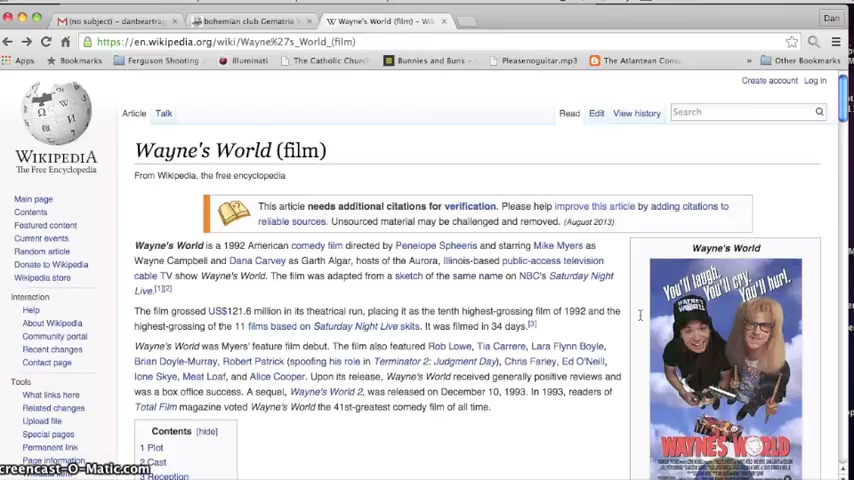 (no subject) – danbeartrap
bohemian club Gematria V
Wayne's World (film) – Wik
Dan
https://en.wikipedia.org/wiki/Wayne%27s_World_(film)
Apps
Bookmarks
Ferguson Shooting
Illuminati
The Catholic Church
Bunnies and Buns -
Pleasenoguitar.mp3
The Atlantean Cons
»
Other Bookmarks
Create account Log in
Article Talk
Read Edit View history
Search
WIKIPEDIA
The Free Encyclopedia
Main page
Contents
Featured content
Current events
Random article
Donate to Wikipedia
Wikimedia store
Interaction
Help
About Wikipedia
Community portal
Recent changes
Contact page
Tools
What links here
Related changes
Upload file
Special pages
Permanent link
Page information
Wayne's World (film)
From Wikipedia, the free encyclopedia
This article needs additional citations for verification. Please help improve this article by adding citations to
reliable sources. Unsourced material may be challenged and removed. (August 2013)
Wayne's World is a 1992 American comedy film directed by Penelope Spheeris and starring Mike Myers as
Wayne Campbell and Dana Carvey as Garth Algar, hosts of the Aurora, Illinois-based public-access television
cable TV show Wayne's World. The film was adapted from a sketch of the same name on NBC's Saturday Night
Live.[1][2]
The film grossed US$121.6 million in its theatrical run, placing it as the tenth highest-grossing film of 1992 and the
highest-grossing of the 11 films based on Saturday Night Live skits. It was filmed in 34 days.[3]
Wayne's World was Myers' feature film debut. The film also featured Rob Lowe, Tia Carrere, Lara Flynn Boyle,
Brian Doyle-Murray, Robert Patrick (spoofing his role in Terminator 2: Judgment Day), Chris Farley, Ed O'Neill,
Ione Skye, Meat Loaf, and Alice Cooper. Upon its release, Wayne's World received generally positive reviews and
was a box office success. A sequel, Wayne's World 2, was released on December 10, 1993. In 1993, readers of
Total Film magazine voted Wayne's World the 41st-greatest comedy film of all time.
Contents [hide]
1 Plot
2 Cast
3 Reception
Wayne's World
You'll laugh. You'll cry. You'll hurl.
WAYNE'S WORLD
WAYNE'S WORLD
creencast-O-Matic.com